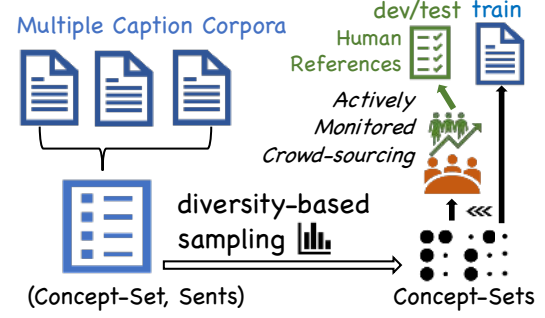 Multiple Caption Corpora
dev/test train
Human
References
Actively
Monitored
Crowd-sourcing
diversity-based
sampling
(Concept-Set, Sents)
Concept-Sets